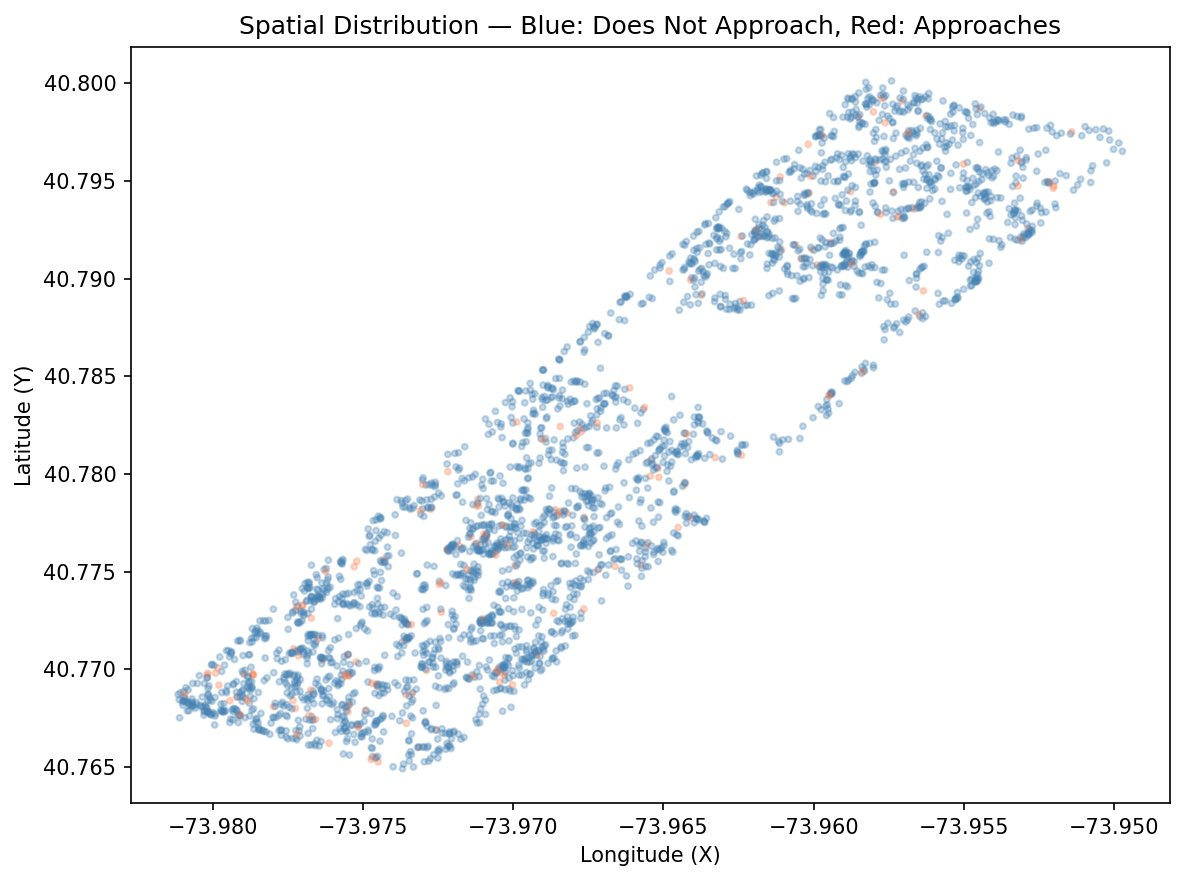 Spatial Distribution — Blue: Does Not Approach, Red: Approaches
40.800
40.795
40.790
40.785
40.780
40.775
40.770
40.765
Latitude (Y)
−73.980 −73.975 −73.970 −73.965 −73.960 −73.955 −73.950
Longitude (X)